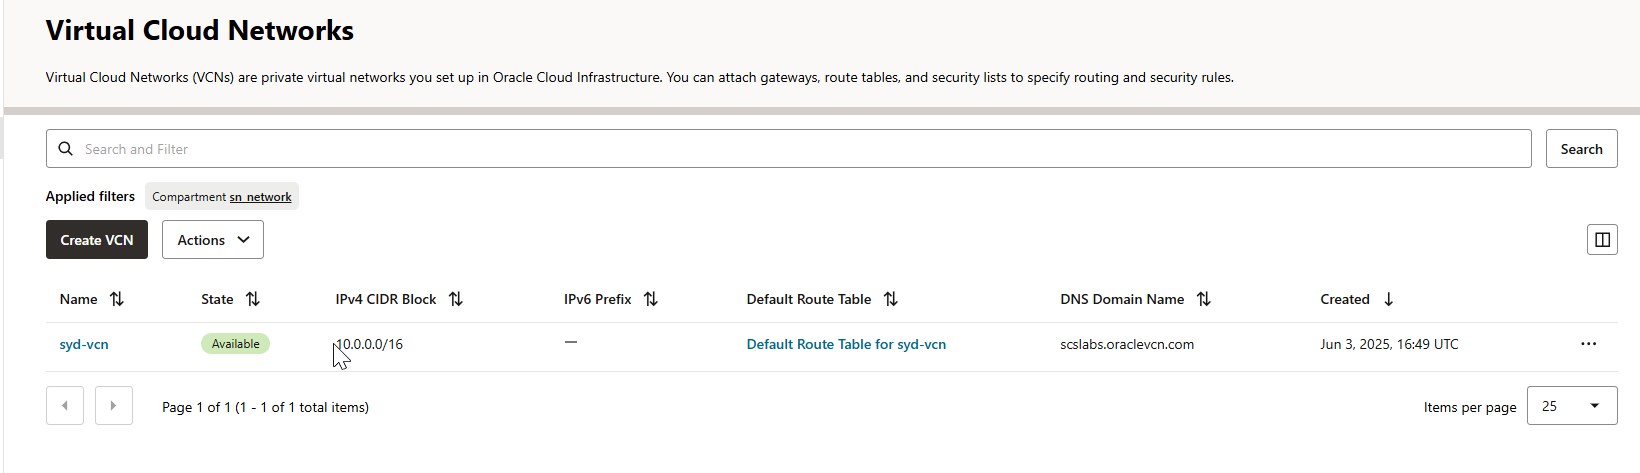 Virtual Cloud Networks
Virtual Cloud Networks (VCNs) are private virtual networks you set up in Oracle Cloud Infrastructure. You can attach gateways, route tables, and security lists to specify routing and security rules.
Search and Filter
Search
Applied filters Compartment sn_network
Create VCN Actions
Name State IPv4 CIDR Block IPv6 Prefix Default Route Table DNS Domain Name Created
syd-vcn Available 10.0.0.0/16 — Default Route Table for syd-vcn scslabs.oraclevcn.com Jun 3, 2025, 16:49 UTC
Page 1 of 1 (1 - 1 of 1 total items) Items per page 25